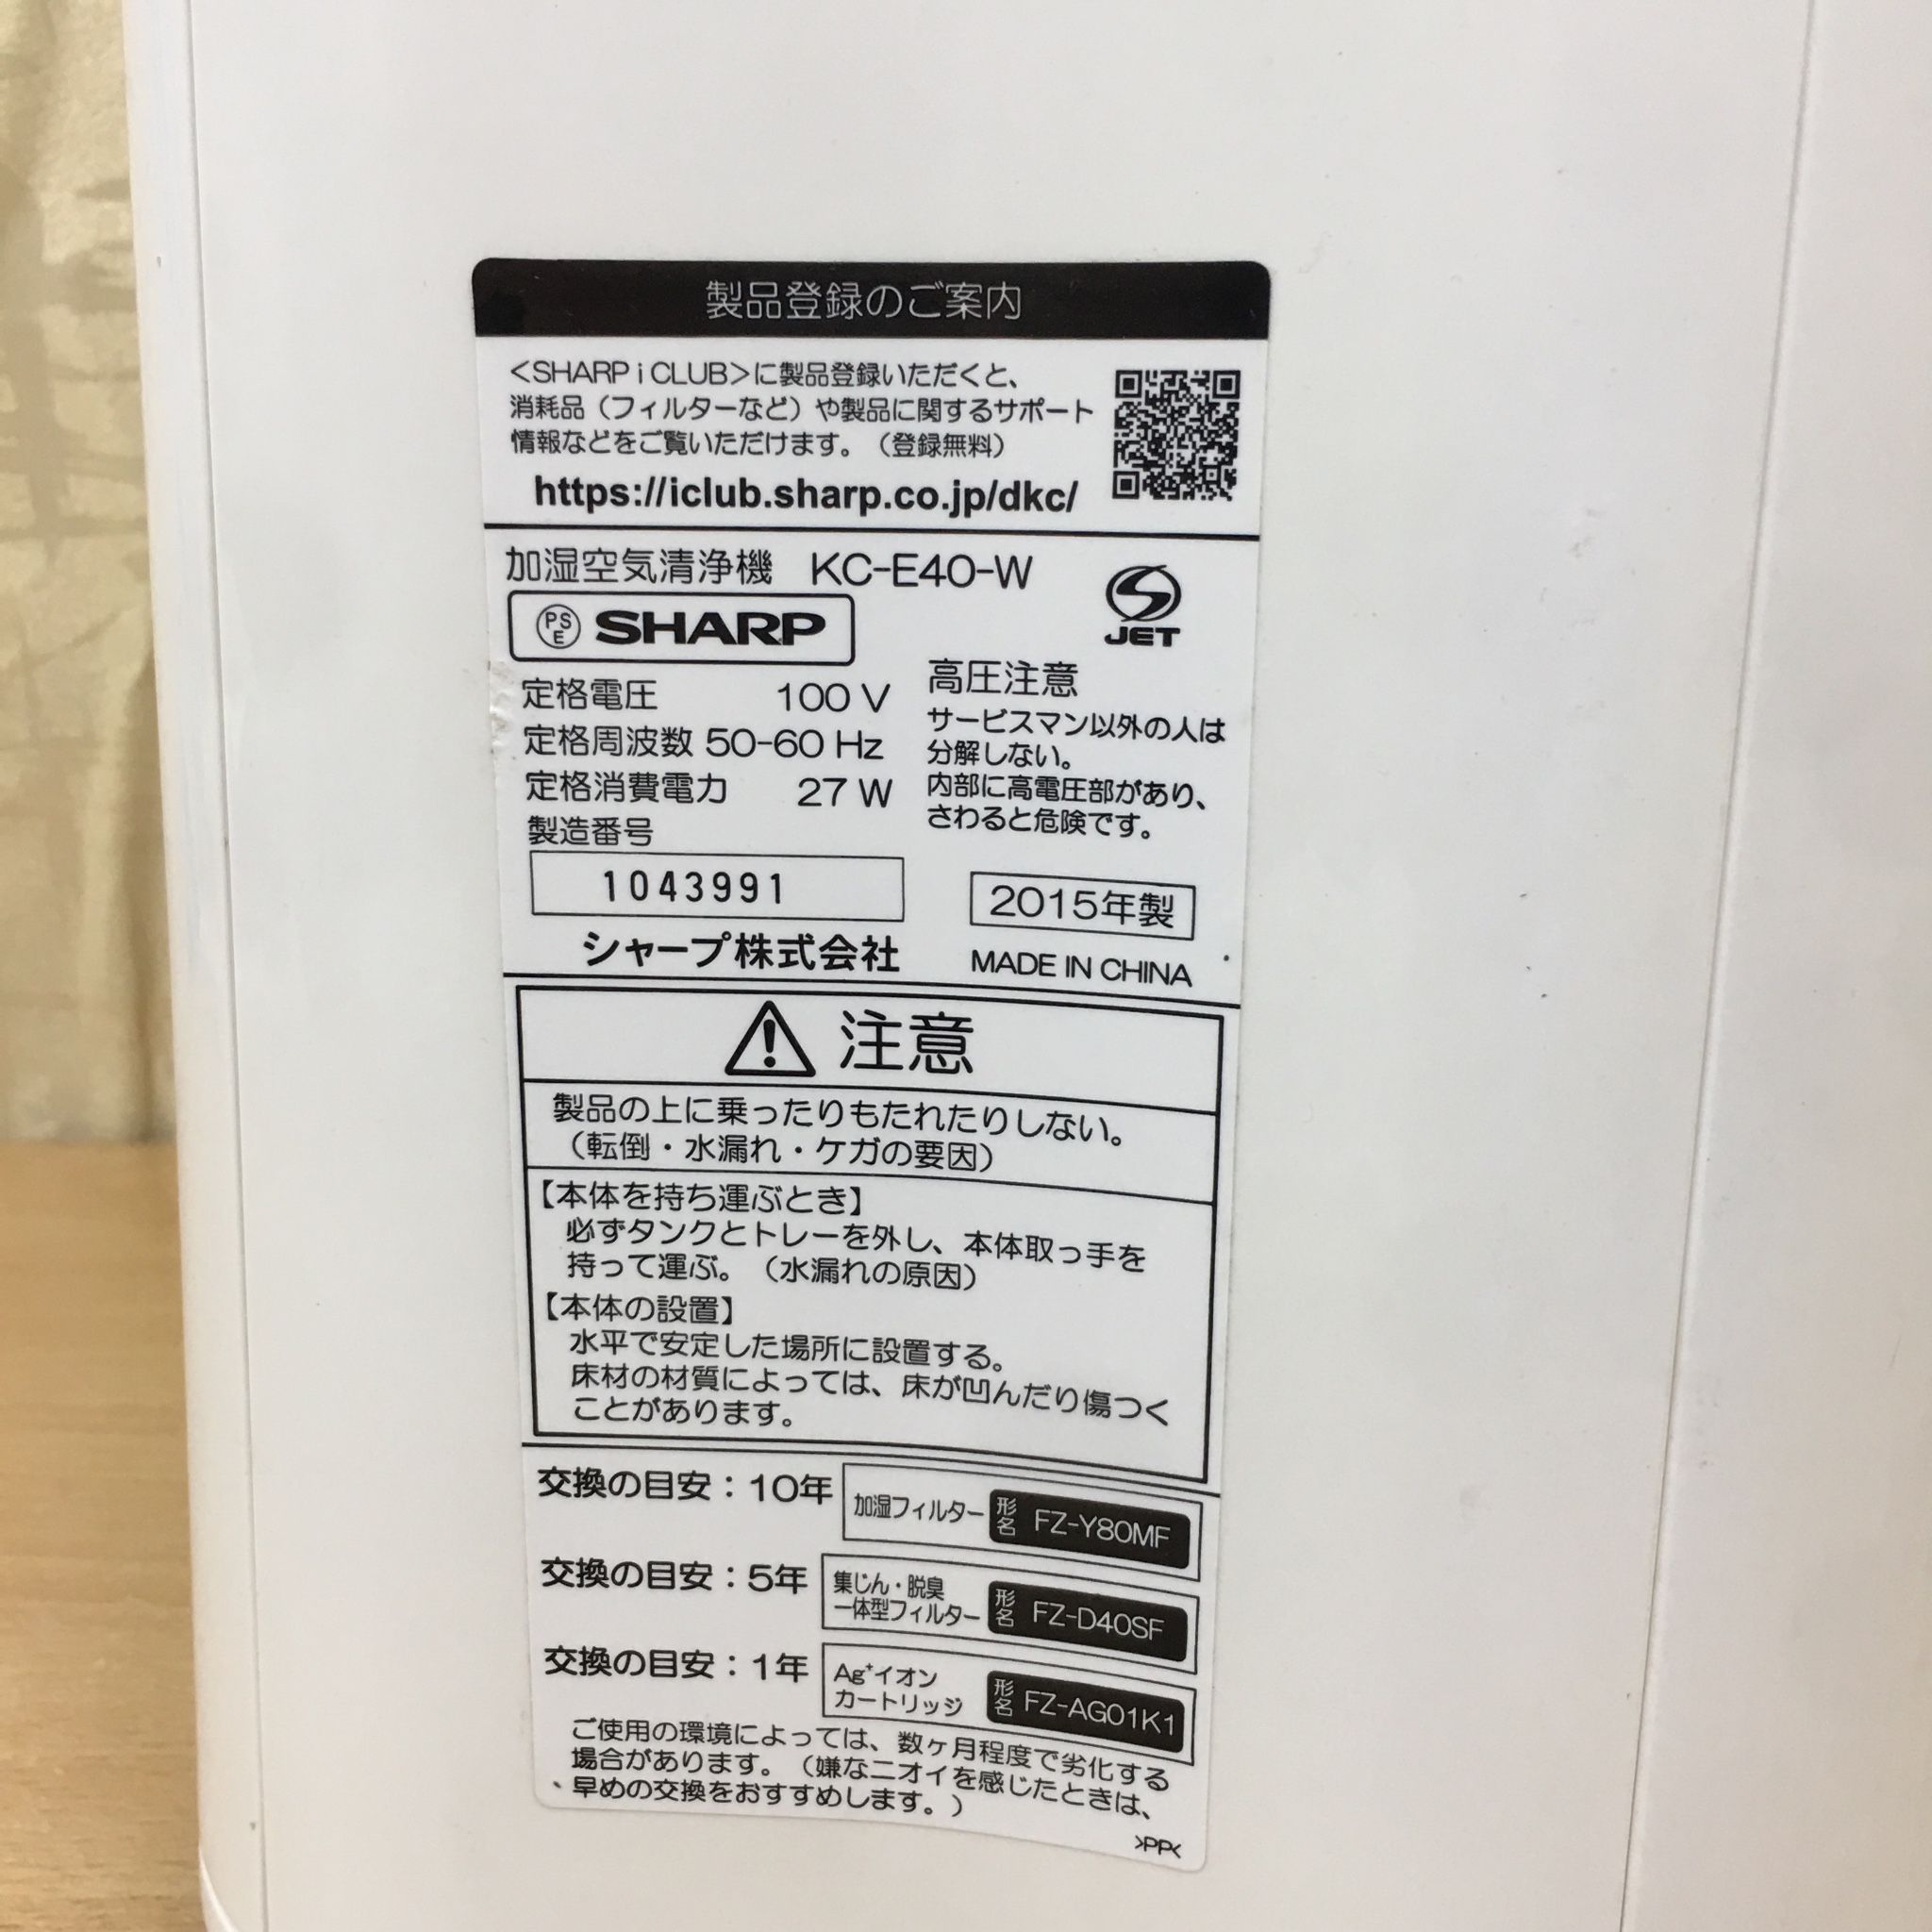 製品登録のご案内
<SHARP i CLUB>に製品登録いただくと、
消耗品（フィルターなど）や製品に関するサポート
情報などをご覧いただけます。（登録無料）
https://iclub.sharp.co.jp/dkc/
加湿空気清浄機 KC-E40-W
PSE SHARP
JET
定格電圧 100 V
定格周波数 50-60 Hz
定格消費電力 27 W
製造番号
1043991
シャープ株式会社
高圧注意
サービスマン以外の人は
分解しない。
内部に高電圧部があり、
さわると危険です。
2015年製
MADE IN CHINA
注意
製品の上に乗ったりもたれたりしない。
（転倒・水漏れ・ケガの要因）
【本体を持ち運ぶとき】
必ずタンクとトレーを外し、本体取っ手を
持って運ぶ。（水漏れの原因）
【本体の設置】
水平で安定した場所に設置する。
床材の材質によっては、床が凹んだり傷つく
ことがあります。
交換の目安：10年 加湿フィルター 形名 FZ-Y80MF
交換の目安：5年 集じん・脱臭
一体型フィルター 形名 FZ-D40SF
交換の目安：1年 Ag⁺イオン
カートリッジ 形名 FZ-AG01K1
ご使用の環境によっては、数ヶ月程度で劣化する
場合があります。（嫌なニオイを感じたときは、
早めの交換をおすすめします。）
>PP<